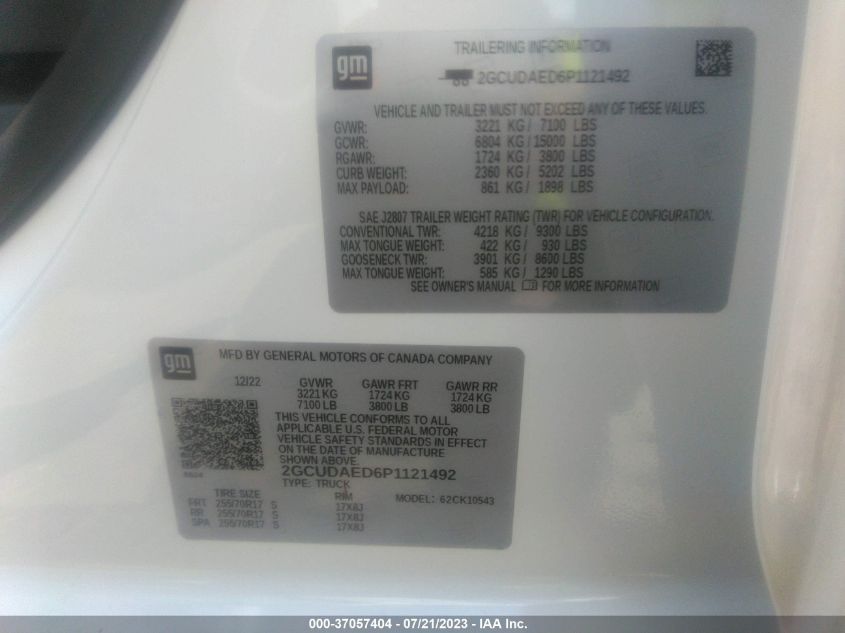 gm
TRAILERING INFORMATION
2GCUDAED6P1121492
VEHICLE AND TRAILER MUST NOT EXCEED ANY OF THESE VALUES.
GVWR: 3221 KG / 7100 LBS
GCWR: 6804 KG / 15000 LBS
RGAWR: 1724 KG / 3800 LBS
CURB WEIGHT: 2360 KG / 5202 LBS
MAX PAYLOAD: 861 KG / 1898 LBS
SAE J2807 TRAILER WEIGHT RATING (TWR) FOR VEHICLE CONFIGURATION.
CONVENTIONAL TWR: 4218 KG / 9300 LBS
MAX TONGUE WEIGHT: 422 KG / 930 LBS
GOOSENECK TWR: 3901 KG / 8600 LBS
MAX TONGUE WEIGHT: 585 KG / 1290 LBS
SEE OWNER'S MANUAL FOR MORE INFORMATION
gm
MFD BY GENERAL MOTORS OF CANADA COMPANY
12/22 GVWR GAWR FRT GAWR RR
3221 KG 1724 KG 1724 KG
7100 LB 3800 LB 3800 LB
THIS VEHICLE CONFORMS TO ALL
APPLICABLE U.S. FEDERAL MOTOR
VEHICLE SAFETY STANDARDS IN EFFECT
ON THE DATE OF MANUFACTURE
SHOWN ABOVE.
2GCUDAED6P1121492
TYPE: TRUCK
TIRE SIZE RIM MODEL: 62CK10543
FRT 255/70R17 S 17X8J
RR 255/70R17 S 17X8J
SPA 255/70R17 S 17X8J
000-37057404 - 07/21/2023 - IAA Inc.